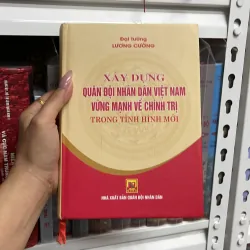 Đại tướng
LƯƠNG CƯỜNG
XÂY DỰNG
QUÂN ĐỘI NHÂN DÂN VIỆT NAM
VỮNG MẠNH VỀ CHÍNH TRỊ
TRONG TÌNH HÌNH MỚI
NHÀ XUẤT BẢN QUÂN ĐỘI NHÂN DÂN